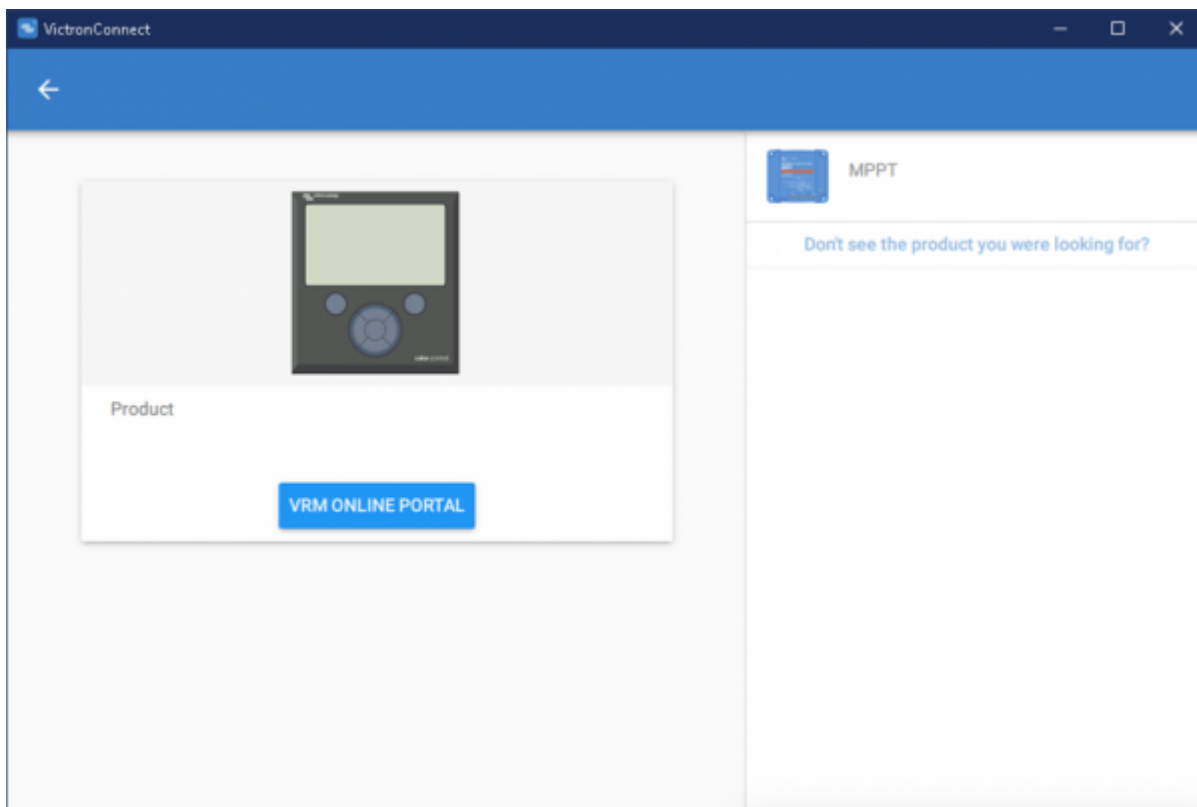 VictronConnect
Product
VRM ONLINE PORTAL
MPPT
Don't see the product you were looking for?